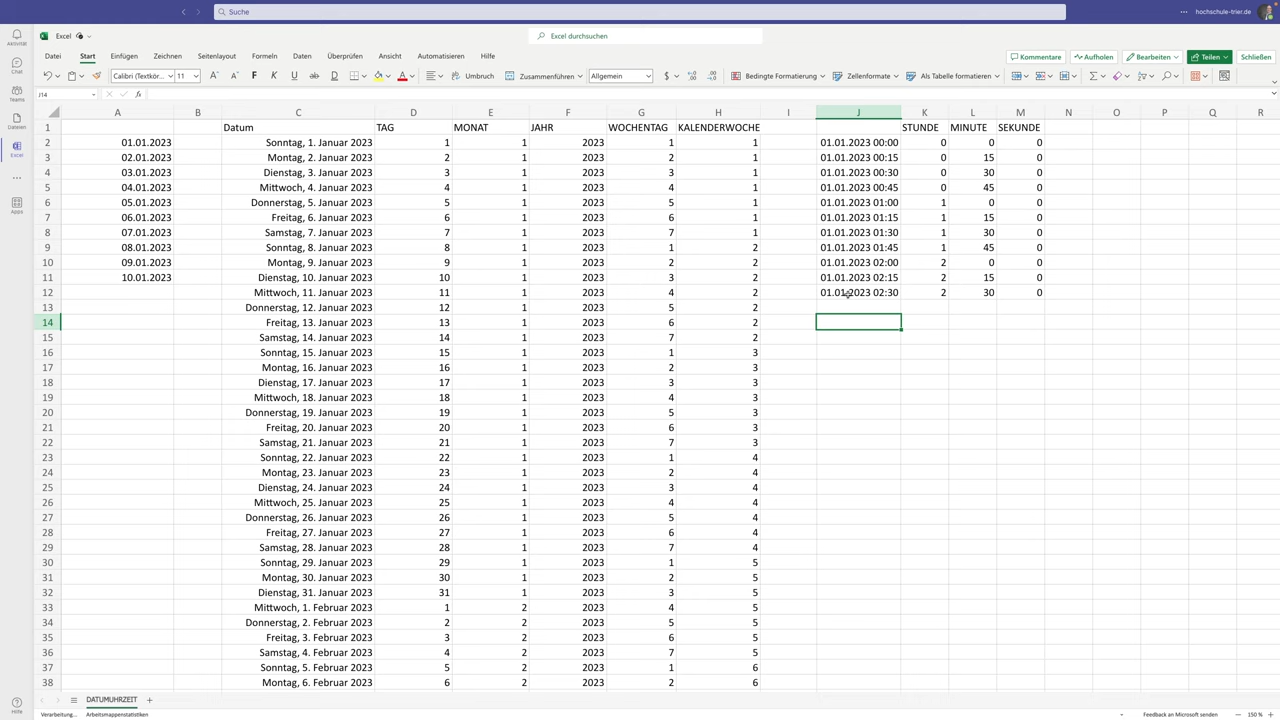 Suche
hochschule-trier.de
Excel
Excel durchsuchen
Datei Start Einfügen Zeichnen Seitenlayout Formeln Daten Überprüfen Ansicht Automatisieren Hilfe
Kommentare Aufholen Bearbeiten Teilen Schließen
Calibri (Textkör... 11 F K U ab D Umbruch Zusammenführen Allgemein $ Bedingte Formatierung Zellenformate Als Tabelle formatieren
J14 fx
Aktivität
Chat
Teams
Dateien
Excel
Apps
Hilfe
A B C D E F G H I J K L M N O P Q R
1 Datum TAG MONAT JAHR WOCHENTAG KALENDERWOCHE STUNDE MINUTE SEKUNDE
2 01.01.2023 Sonntag, 1. Januar 2023 1 1 2023 1 1 01.01.2023 00:00 0 0 0
3 02.01.2023 Montag, 2. Januar 2023 2 1 2023 2 1 01.01.2023 00:15 0 15 0
4 03.01.2023 Dienstag, 3. Januar 2023 3 1 2023 3 1 01.01.2023 00:30 0 30 0
5 04.01.2023 Mittwoch, 4. Januar 2023 4 1 2023 4 1 01.01.2023 00:45 0 45 0
6 05.01.2023 Donnerstag, 5. Januar 2023 5 1 2023 5 1 01.01.2023 01:00 1 0 0
7 06.01.2023 Freitag, 6. Januar 2023 6 1 2023 6 1 01.01.2023 01:15 1 15 0
8 07.01.2023 Samstag, 7. Januar 2023 7 1 2023 7 1 01.01.2023 01:30 1 30 0
9 08.01.2023 Sonntag, 8. Januar 2023 8 1 2023 1 2 01.01.2023 01:45 1 45 0
10 09.01.2023 Montag, 9. Januar 2023 9 1 2023 2 2 01.01.2023 02:00 2 0 0
11 10.01.2023 Dienstag, 10. Januar 2023 10 1 2023 3 2 01.01.2023 02:15 2 15 0
12 Mittwoch, 11. Januar 2023 11 1 2023 4 2 01.01.2023 02:30 2 30 0
13 Donnerstag, 12. Januar 2023 12 1 2023 5 2
14 Freitag, 13. Januar 2023 13 1 2023 6 2
15 Samstag, 14. Januar 2023 14 1 2023 7 2
16 Sonntag, 15. Januar 2023 15 1 2023 1 3
17 Montag, 16. Januar 2023 16 1 2023 2 3
18 Dienstag, 17. Januar 2023 17 1 2023 3 3
19 Mittwoch, 18. Januar 2023 18 1 2023 4 3
20 Donnerstag, 19. Januar 2023 19 1 2023 5 3
21 Freitag, 20. Januar 2023 20 1 2023 6 3
22 Samstag, 21. Januar 2023 21 1 2023 7 3
23 Sonntag, 22. Januar 2023 22 1 2023 1 4
24 Montag, 23. Januar 2023 23 1 2023 2 4
25 Dienstag, 24. Januar 2023 24 1 2023 3 4
26 Mittwoch, 25. Januar 2023 25 1 2023 4 4
27 Donnerstag, 26. Januar 2023 26 1 2023 5 4
28 Freitag, 27. Januar 2023 27 1 2023 6 4
29 Samstag, 28. Januar 2023 28 1 2023 7 4
30 Sonntag, 29. Januar 2023 29 1 2023 1 5
31 Montag, 30. Januar 2023 30 1 2023 2 5
32 Dienstag, 31. Januar 2023 31 1 2023 3 5
33 Mittwoch, 1. Februar 2023 1 2 2023 4 5
34 Donnerstag, 2. Februar 2023 2 2 2023 5 5
35 Freitag, 3. Februar 2023 3 2 2023 6 5
36 Samstag, 4. Februar 2023 4 2 2023 7 5
37 Sonntag, 5. Februar 2023 5 2 2023 1 6
38 Montag, 6. Februar 2023 6 2 2023 2 6
DATUMUHRZEIT
Verarbeitung... Arbeitsmappenstatistiken Feedback an Microsoft senden 150 %